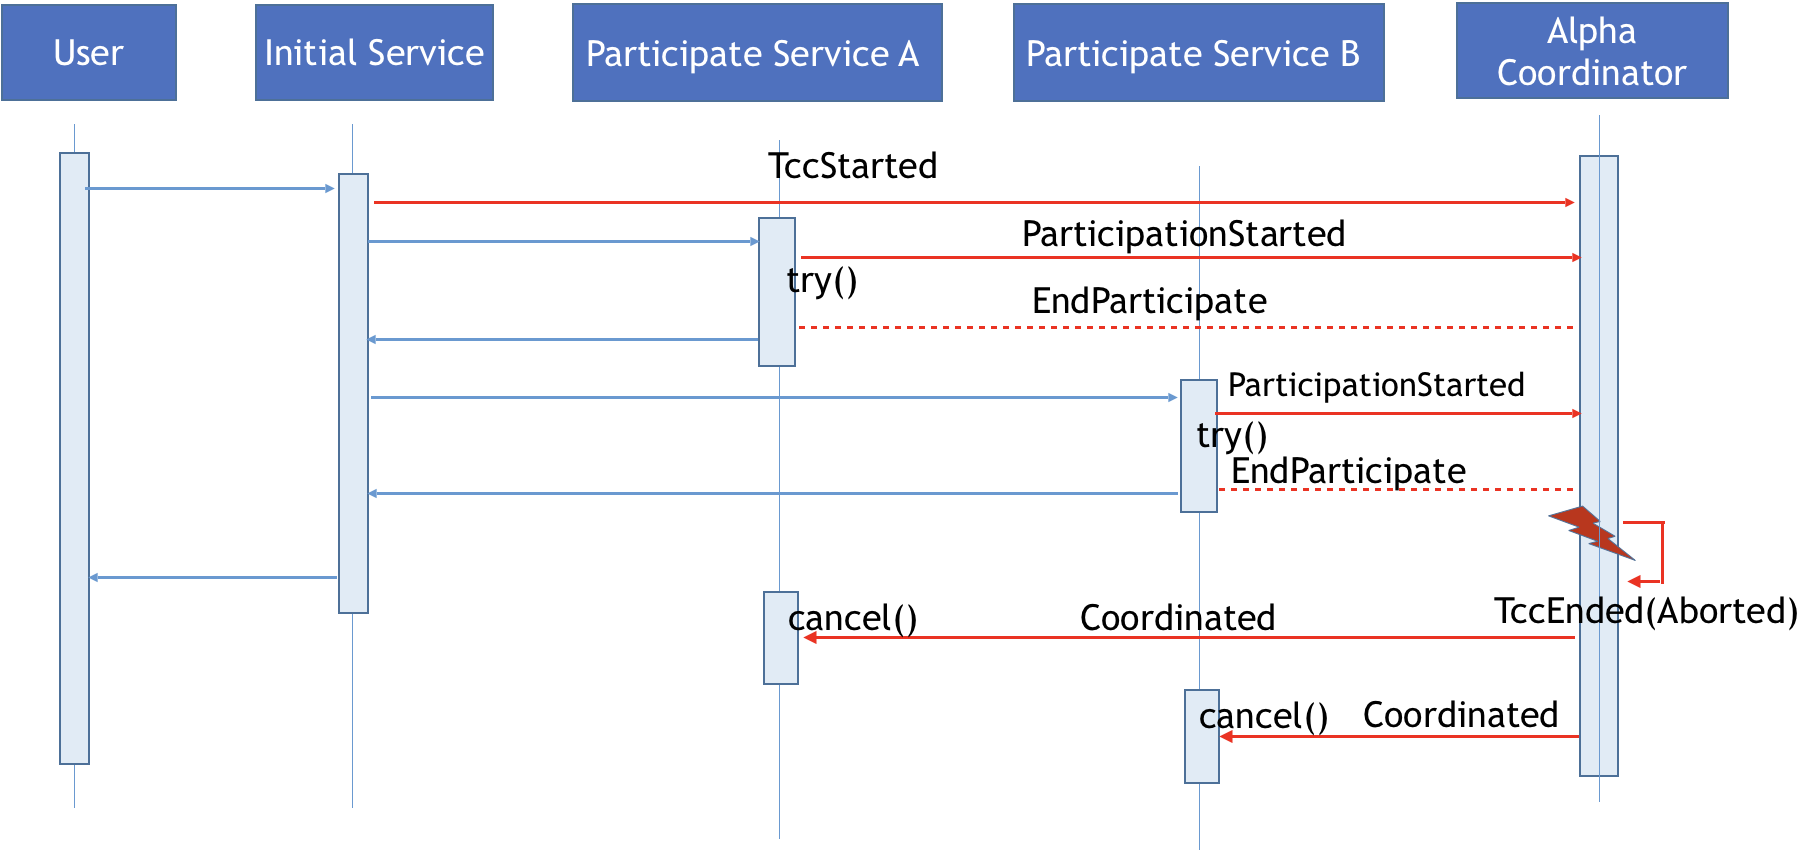 User
Initial Service
Participate Service A
Participate Service B
Alpha
Coordinator
TccStarted
ParticipationStarted
try()
EndParticipate
ParticipationStarted
try()
EndParticipate
TccEnded(Aborted)
cancel()
Coordinated
cancel()
Coordinated